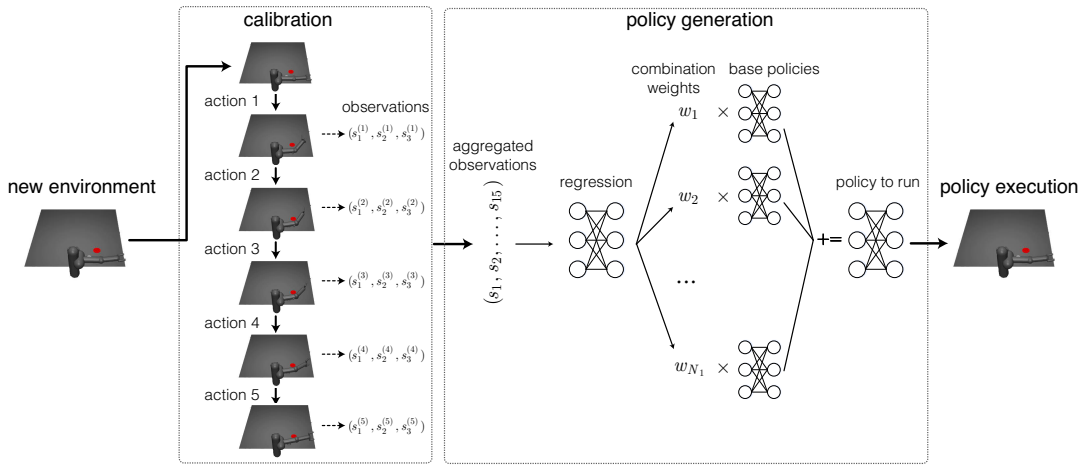 calibration
policy generation
new environment
action 1
action 2
action 3
action 4
action 5
observations
(s_1^{(1)}, s_2^{(1)}, s_3^{(1)})
(s_1^{(2)}, s_2^{(2)}, s_3^{(2)})
(s_1^{(3)}, s_2^{(3)}, s_3^{(3)})
(s_1^{(4)}, s_2^{(4)}, s_3^{(4)})
(s_1^{(5)}, s_2^{(5)}, s_3^{(5)})
aggregated
observations
(s_1, s_2, . . . , s_{15})
regression
combination
weights
base policies
w_1 ×
w_2 ×
...
w_{N_1} ×
+=
policy to run
policy execution